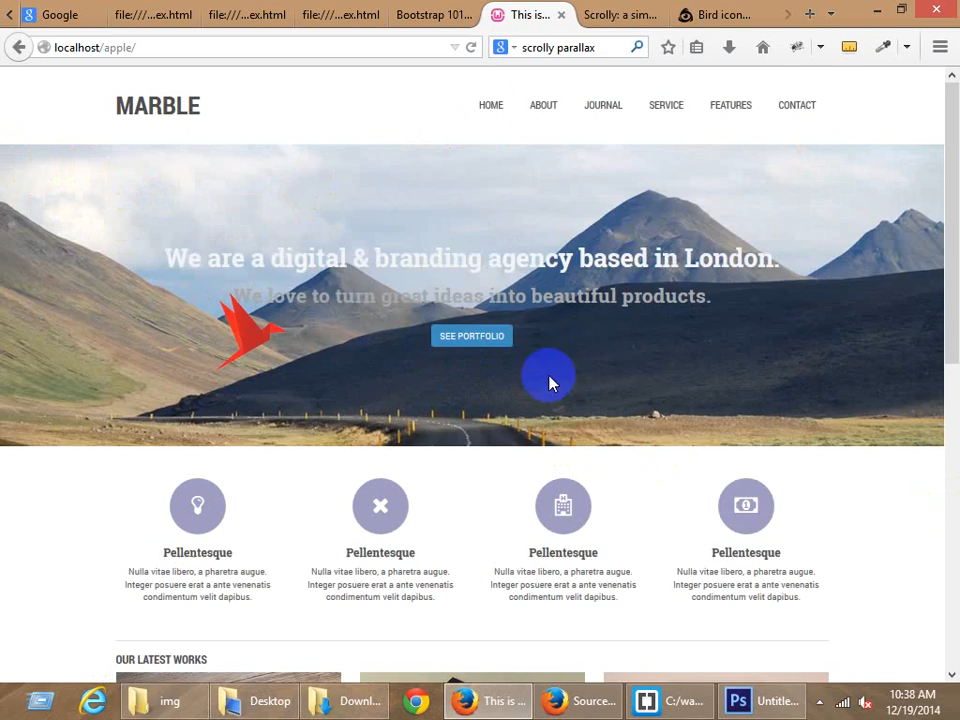 Google
file:///...ex.html
file:///...ex.html
file:///...ex.html
Bootstrap 101...
This is...
Scrolly: a sim...
Bird icon...
localhost/apple/
scrolly parallax
MARBLE
HOME
ABOUT
JOURNAL
SERVICE
FEATURES
CONTACT
We are a digital & branding agency based in London.
We love to turn great ideas into beautiful products.
SEE PORTFOLIO
Pellentesque
Nulla vitae libero, a pharetra augue.
Integer posuere erat a ante venenatis
condimentum velit dapibus.
Pellentesque
Nulla vitae libero, a pharetra augue.
Integer posuere erat a ante venenatis
condimentum velit dapibus.
Pellentesque
Nulla vitae libero, a pharetra augue.
Integer posuere erat a ante venenatis
condimentum velit dapibus.
Pellentesque
Nulla vitae libero, a pharetra augue.
Integer posuere erat a ante venenatis
condimentum velit dapibus.
OUR LATEST WORKS
img
Desktop
Downl...
This is ...
Source...
C:/wa...
Ps
Untitle...
10:38 AM
12/19/2014